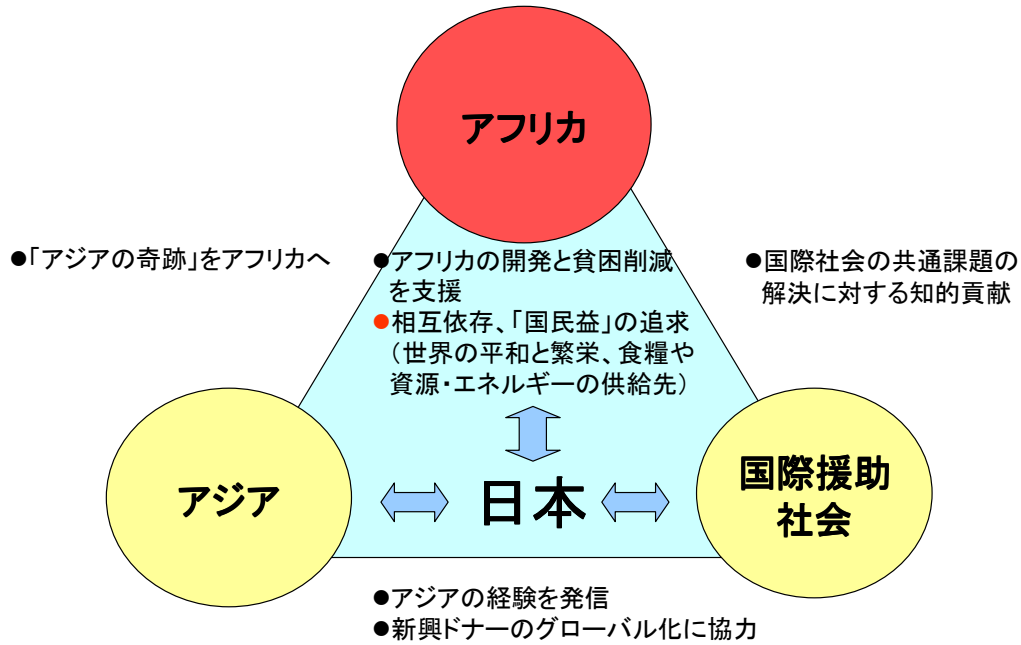 アフリカ
●「アジアの奇跡」をアフリカへ
●アフリカの開発と貧困削減
を支援
●相互依存、「国民益」の追求
(世界の平和と繁栄、食糧や
資源・エネルギーの供給先)
●国際社会の共通課題の
解決に対する知的貢献
アジア
日本
国際援助
社会
●アジアの経験を発信
●新興ドナーのグローバル化に協力